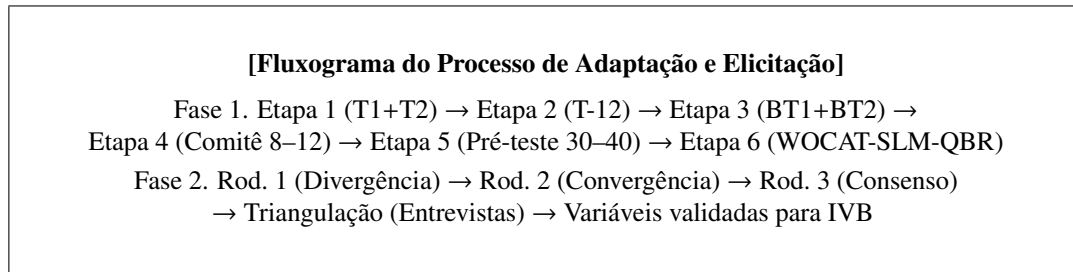 [Fluxograma do Processo de Adaptação e Elicitação]
Fase 1. Etapa 1 (T1+T2) → Etapa 2 (T-12) → Etapa 3 (BT1+BT2) →
Etapa 4 (Comitê 8–12) → Etapa 5 (Pré-teste 30–40) → Etapa 6 (WOCAT-SLM-QBR)
Fase 2. Rod. 1 (Divergência) → Rod. 2 (Convergência) → Rod. 3 (Consenso)
→ Triangulação (Entrevistas) → Variáveis validadas para IVB